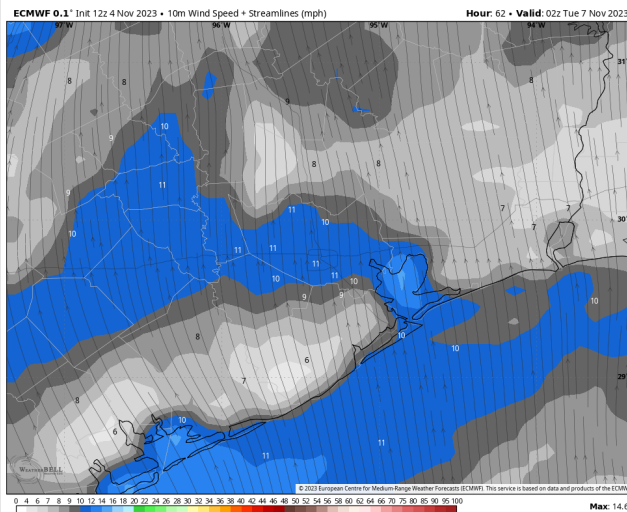 ECMWF 0.1° Init 12z 4 Nov 2023 • 10m Wind Speed + Streamlines (mph)
Hour: 62 • Valid: 02z Tue 7 Nov 2023
97°W 96°W 95°W 94°W
31°
8 8 8
9
10
9 8 8
11
9
7 7
11 10
30°
10 7
11 11
11 11
10 10
9 9
10
8 10
10
6
7
29°
8
10
6
11
11
WEATHERBELL
© 2023 European Centre for Medium-Range Weather Forecasts (ECMWF). This service is based on data and products of the ECMW
0 4 6 7 8 9 10 12 14 16 18 20 22 24 26 28 30 32 34 36 38 40 42 44 46 48 50 52 54 56 58 60 62 64 66 70 75 80 85 90 95 100
Max: 14.6